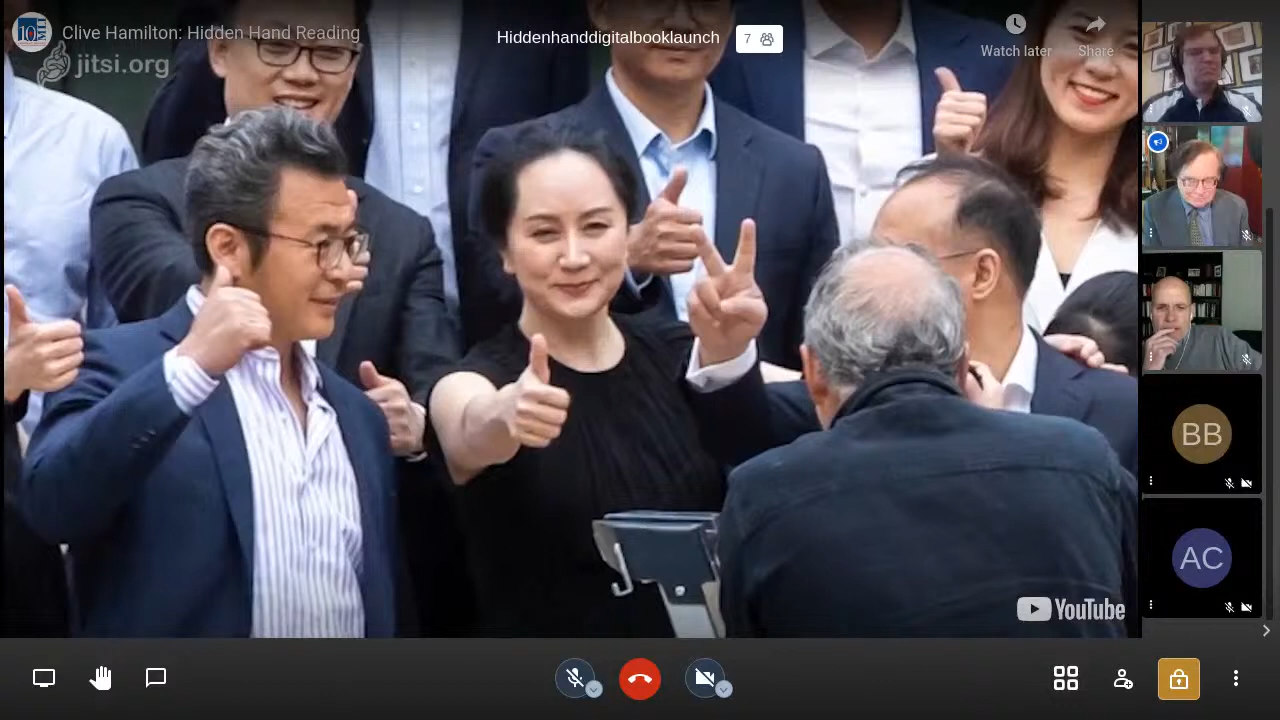 Clive Hamilton: Hidden Hand Reading
jitsi.org
Hiddenhanddigitalbooklaunch
7
Watch later
Share
BB
AC
YouTube